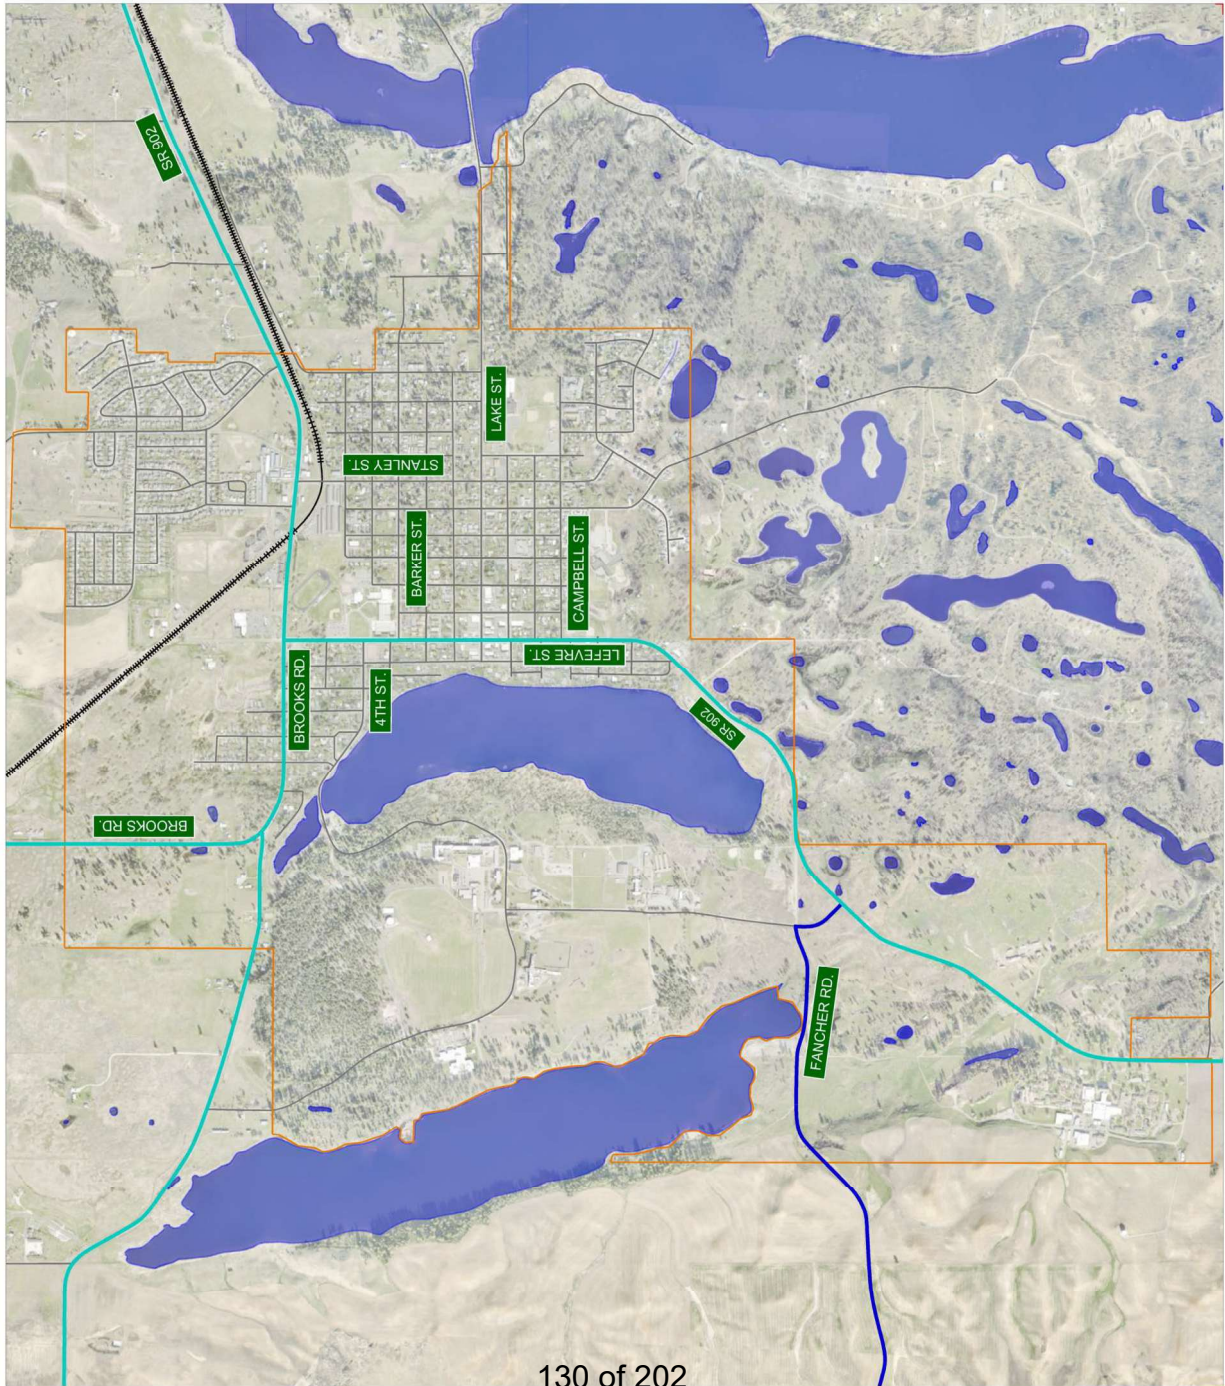 SR 902
LAKE ST.
STANLEY ST.
BARKER ST.
CAMPBELL ST.
LEFEVRE ST.
BROOKS RD.
4TH ST.
SR 902
BROOKS RD.
FANCHER RD.
130 of 202